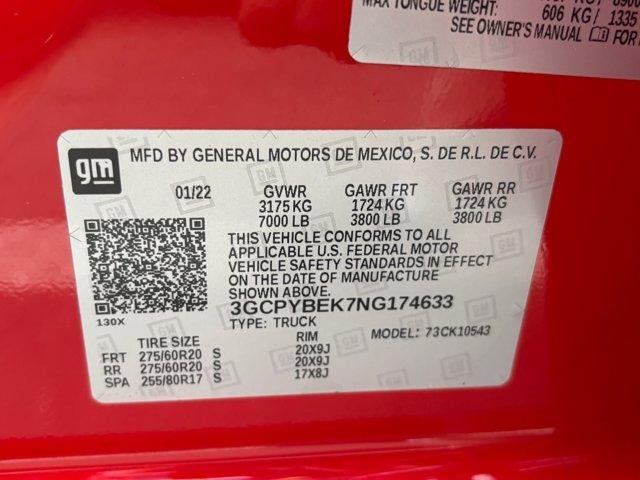 MAX TONGUE WEIGHT:
606 KG/ 1335
SEE OWNER'S MANUAL FOR
gm
MFD BY GENERAL MOTORS DE MEXICO, S. DE R.L. DE C.V.
01/22 GVWR GAWR FRT GAWR RR
3175 KG 1724 KG 1724 KG
7000 LB 3800 LB 3800 LB
THIS VEHICLE CONFORMS TO ALL
APPLICABLE U.S. FEDERAL MOTOR
VEHICLE SAFETY STANDARDS IN EFFECT
ON THE DATE OF MANUFACTURE
SHOWN ABOVE.
3GCPYBEK7NG174633
130X
TYPE: TRUCK
MODEL: 73CK10543
TIRE SIZE RIM
FRT 275/60R20 S 20X9J
RR 275/60R20 S 20X9J
SPA 255/80R17 S 17X8J